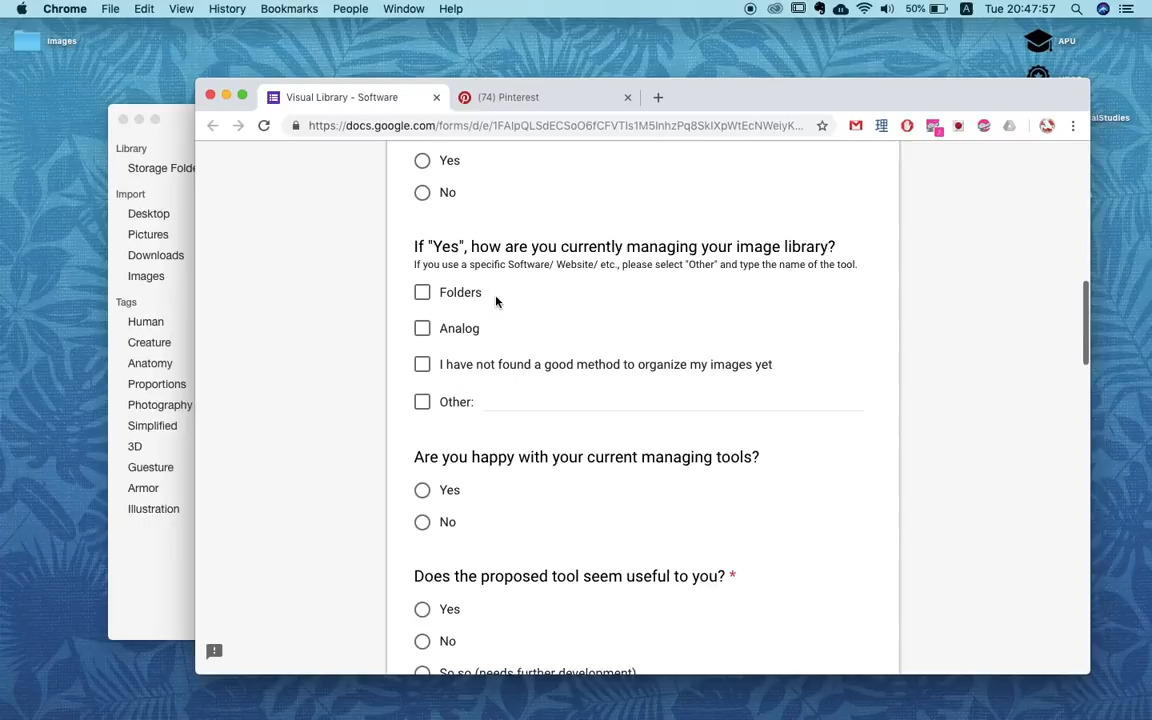 Chrome File Edit View History Bookmarks People Window Help 50% A Tue 20:47:57
Images
APU
Visual Library - Software
(74) Pinterest
https://docs.google.com/forms/d/e/1FAIpQLSdECSoO6fCFVTIs1M5InhzPq8SkIXpWtEcNWeiyK...
理
alStudies
Library
Storage Folde
Import
Desktop
Pictures
Downloads
Images
Tags
Human
Creature
Anatomy
Proportions
Photography
Simplified
3D
Guesture
Armor
Illustration
Yes
No
If "Yes", how are you currently managing your image library?
If you use a specific Software/ Website/ etc., please select "Other" and type the name of the tool.
Folders
Analog
I have not found a good method to organize my images yet
Other:
Are you happy with your current managing tools?
Yes
No
Does the proposed tool seem useful to you? *
Yes
No
So so (needs further development)